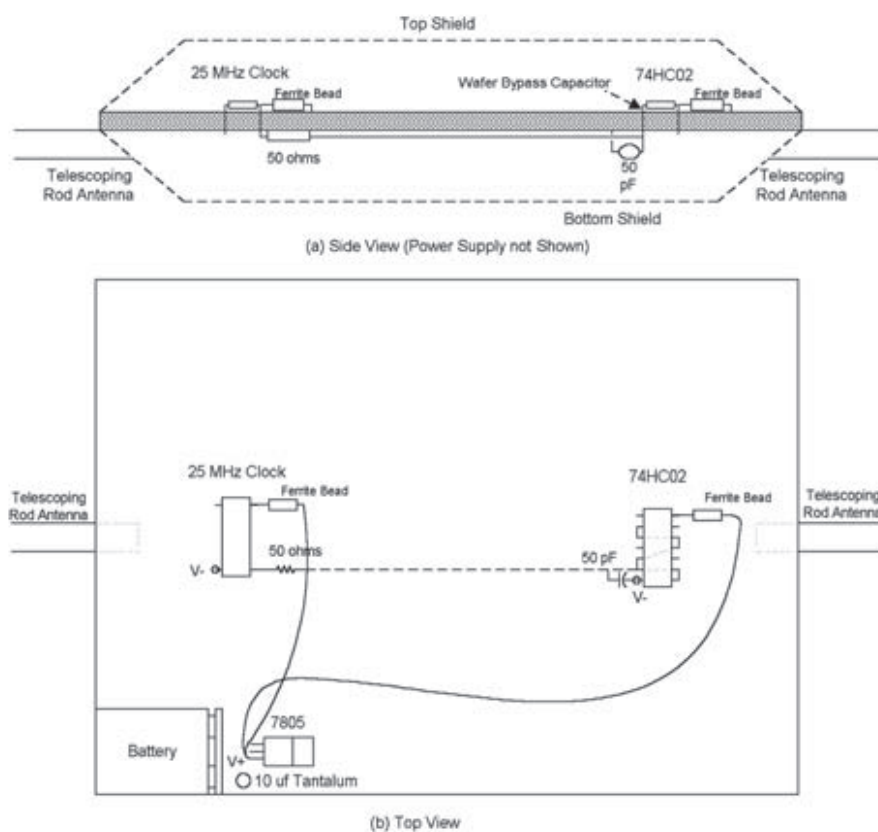 Top Shield
25 MHz Clock
Ferrite Bead
Wafer Bypass Capacitor
74HC02
Ferrite Bead
50 ohms
50
pF
Telescoping
Rod Antenna
Telescoping
Rod Antenna
Bottom Shield
(a) Side View (Power Supply not Shown)
25 MHz Clock
Ferrite Bead
74HC02
Ferrite Bead
Telescoping
Rod Antenna
Telescoping
Rod Antenna
50 ohms
50 pF
V-
V-
7805
Battery
V+
10 uf Tantalum
(b) Top View